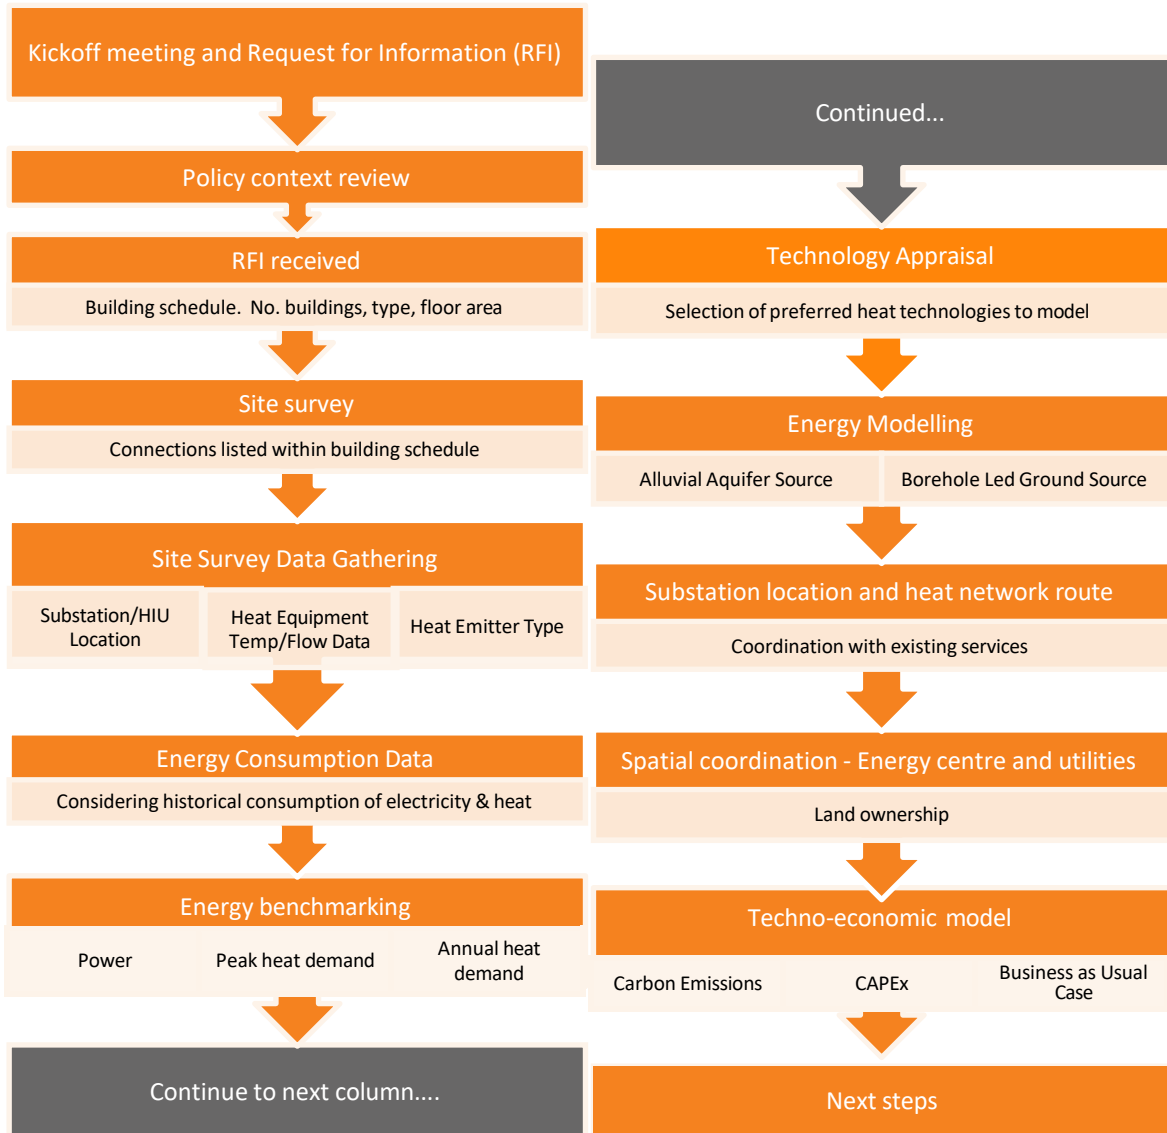 Kickoff meeting and Request for Information (RFI)
Policy context review
RFI received
Building schedule.  No. buildings, type, floor area
Site survey
Connections listed within building schedule
Site Survey Data Gathering
Substation/HIU
Location
Heat Equipment
Temp/Flow Data
Heat Emitter Type
Energy Consumption Data
Considering historical consumption of electricity & heat
Energy benchmarking
Power
Peak heat demand
Annual heat
demand
Continue to next column....
Continued...
Technology Appraisal
Selection of preferred heat technologies to model
Energy Modelling
Alluvial Aquifer Source
Borehole Led Ground Source
Substation location and heat network route
Coordination with existing services
Spatial coordination - Energy centre and utilities
Land ownership
Techno-economic model
Carbon Emissions
CAPEx
Business as Usual
Case
Next steps